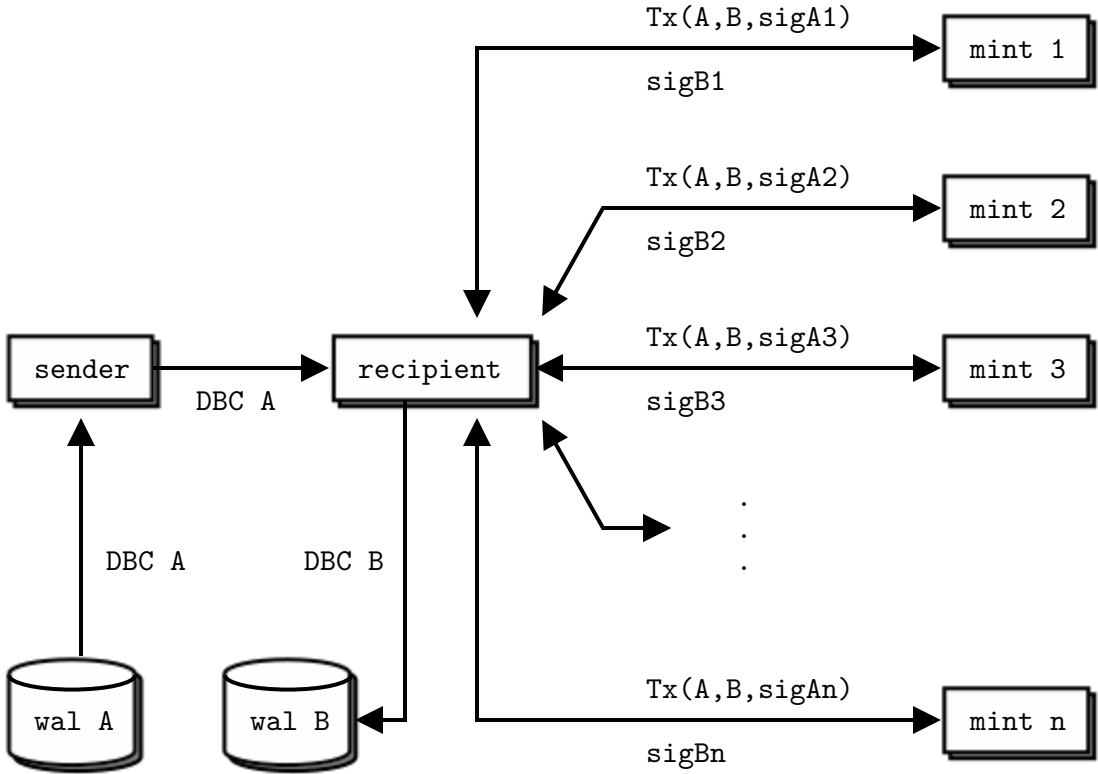 Tx(A,B,sigA1)
mint 1
sigB1
Tx(A,B,sigA2)
mint 2
sigB2
Tx(A,B,sigA3)
sender
recipient
mint 3
DBC A
sigB3
.
.
.
DBC A
DBC B
Tx(A,B,sigAn)
wal A
wal B
mint n
sigBn